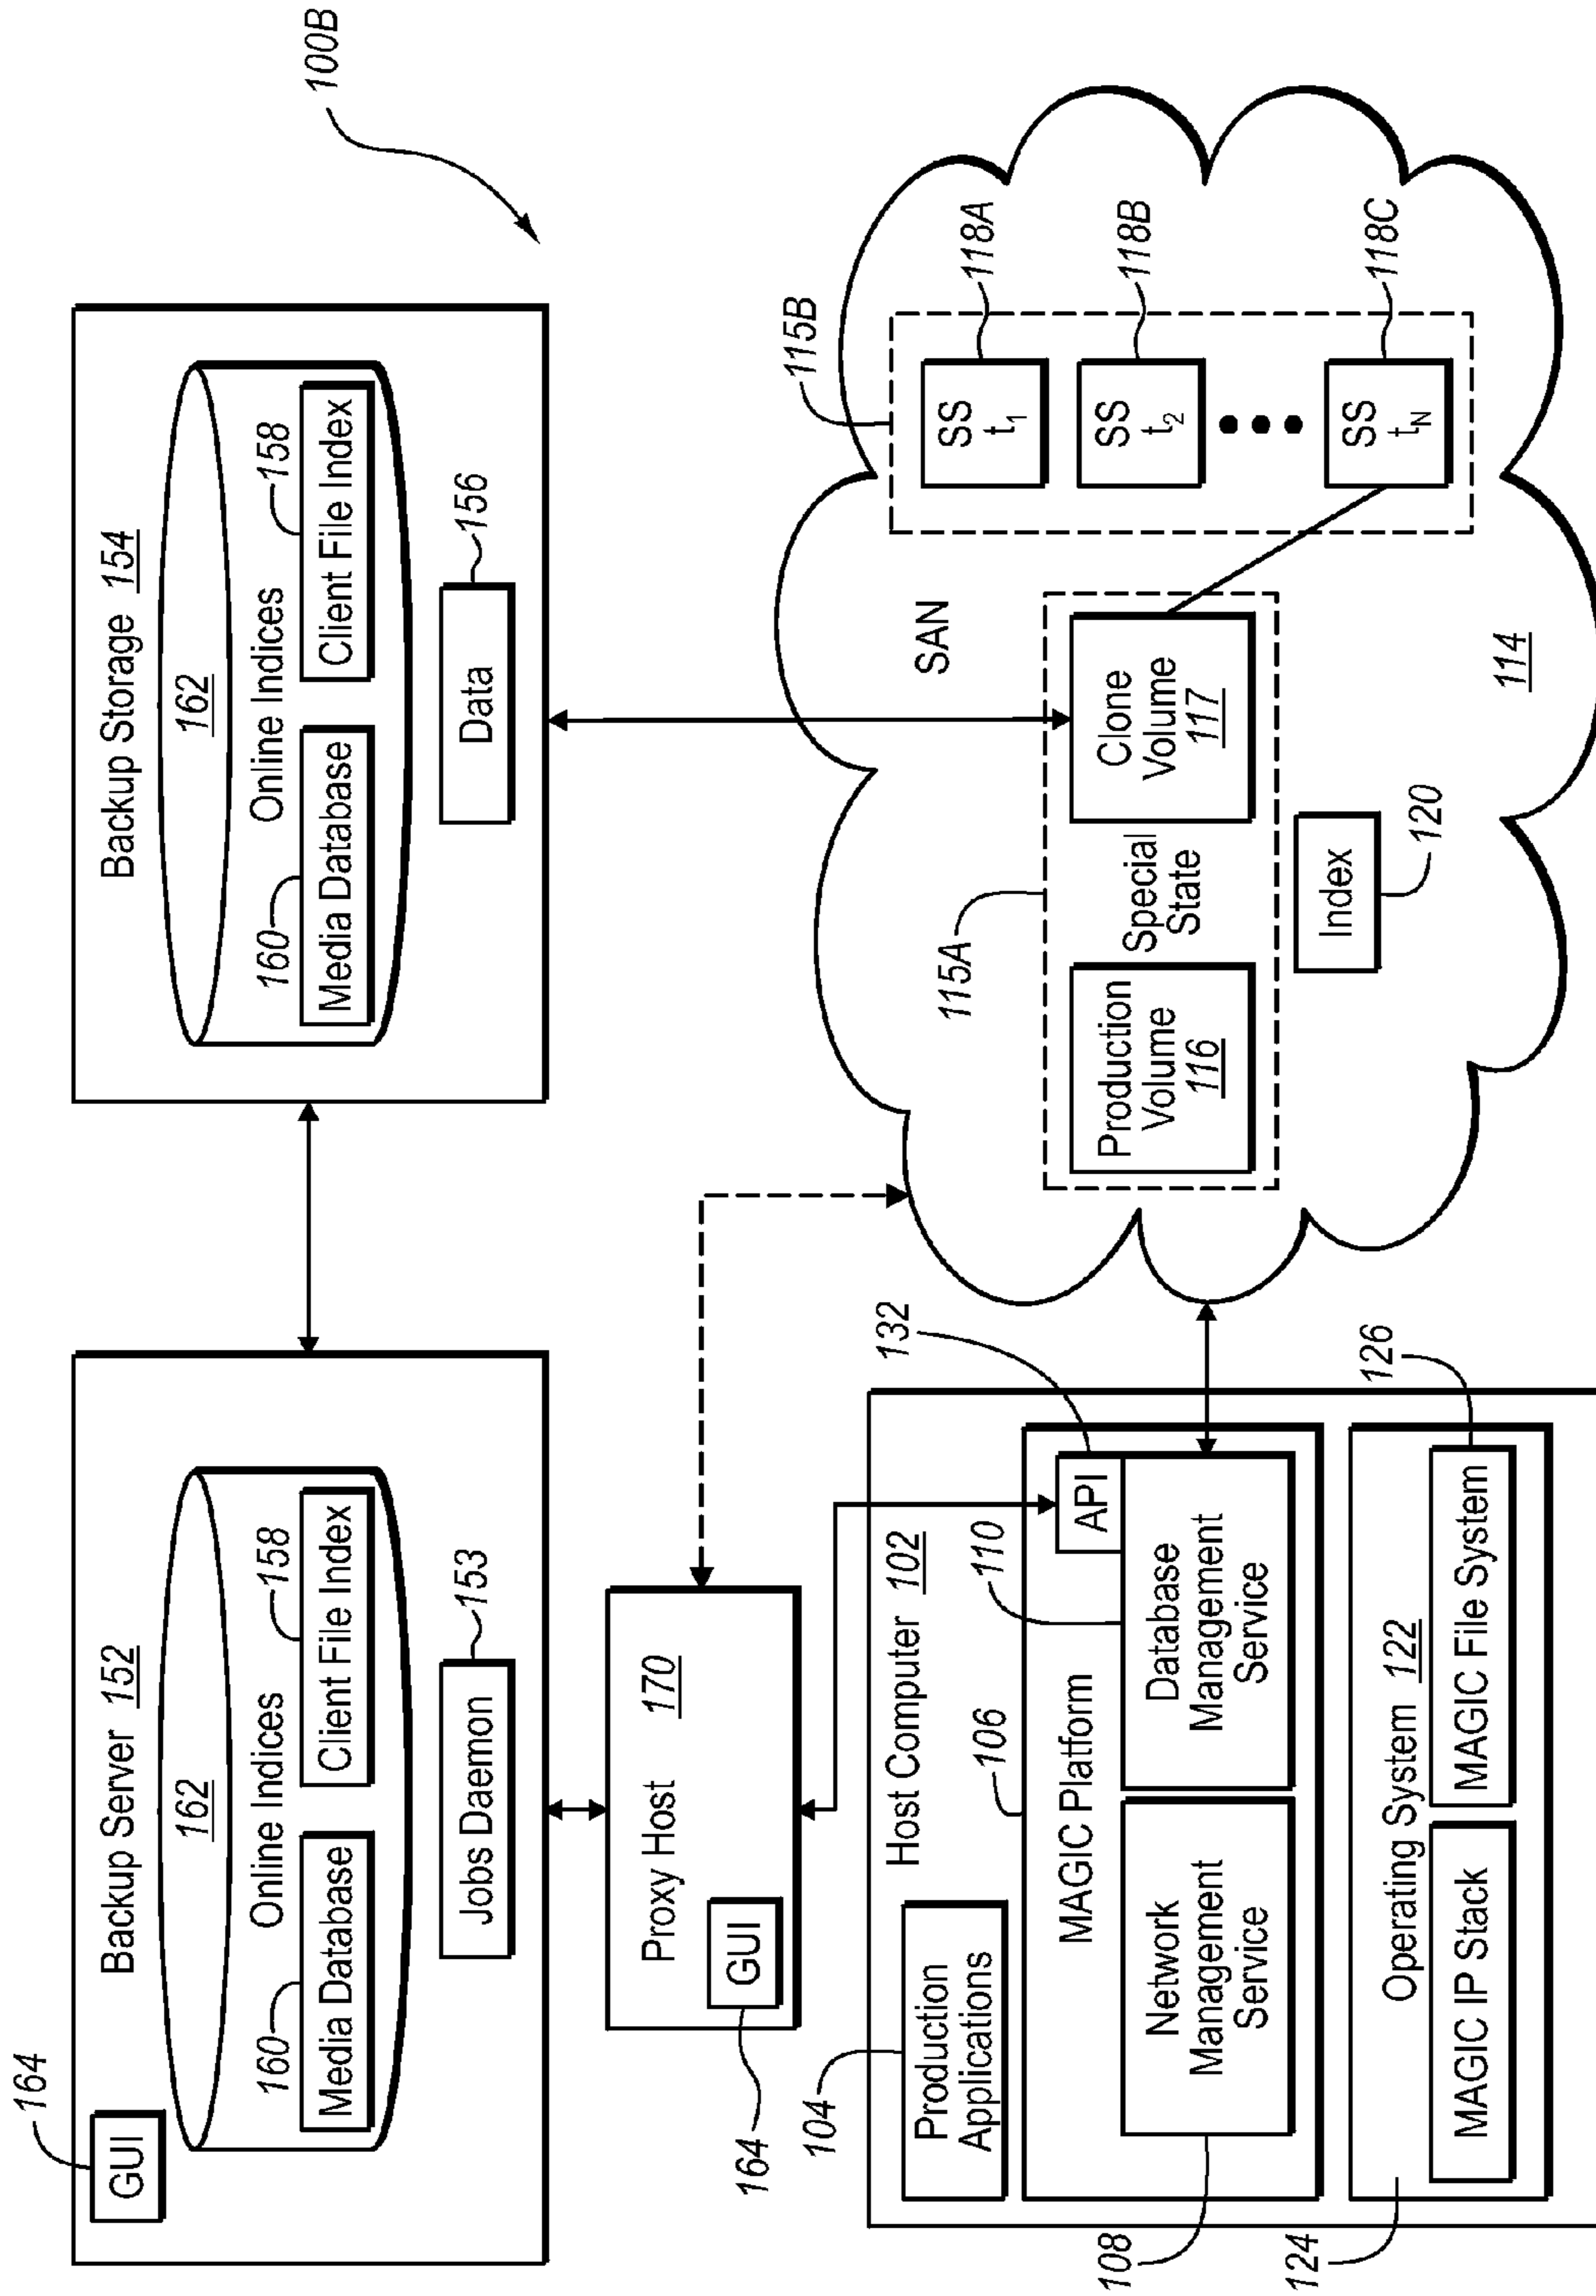 100B
164
GUI
Backup Server 152
162
Online Indices
160
Media Database
158
Client File Index
Jobs Daemon
153
Backup Storage 154
162
Online Indices
160
Media Database
158
Client File Index
Data
156
Proxy Host
170
GUI
164
Host Computer 102
104
Production
Applications
106
MAGIC Platform
110
API
132
108
Network
Management
Service
Database
Management
Service
Operating System 122
124
MAGIC IP Stack
MAGIC File System
126
SAN
115A
Production
Volume
116
Special
State
Clone
Volume
117
Index
120
115B
SS
t1
118A
SS
t2
118B
SS
tN
118C
114